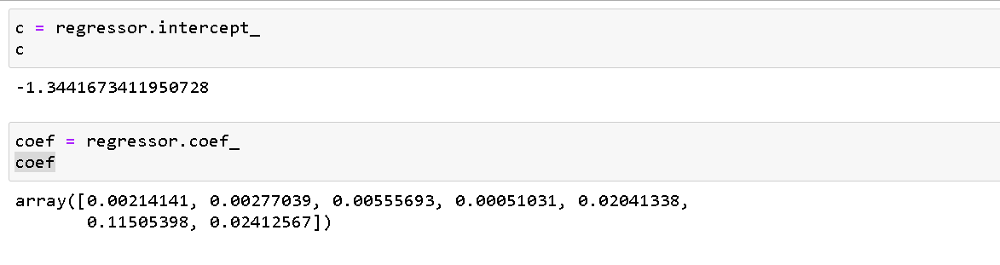 c = regressor.intercept_
c
-1.3441673411950728
coef = regressor.coef_
coef
array([0.00214141, 0.00277039, 0.00555693, 0.00051031, 0.02041338,
0.11505398, 0.02412567])